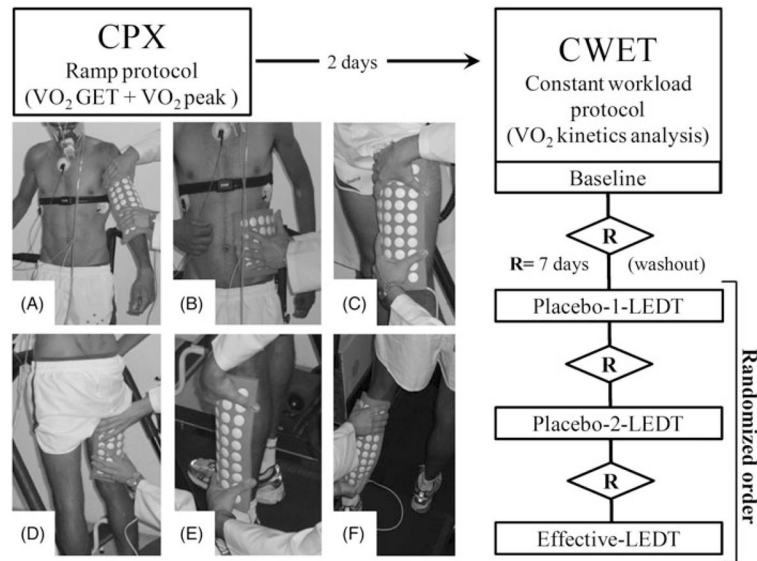 CPX
Ramp protocol
(VO₂ GET + VO₂ peak )
2 days
CWET
Constant workload
protocol
(VO₂ kinetics analysis)
Baseline
R
R= 7 days (washout)
Placebo-1-LEDT
R
Placebo-2-LEDT
R
Effective-LEDT
Randomized order
(A)
(B)
(C)
(D)
(E)
(F)